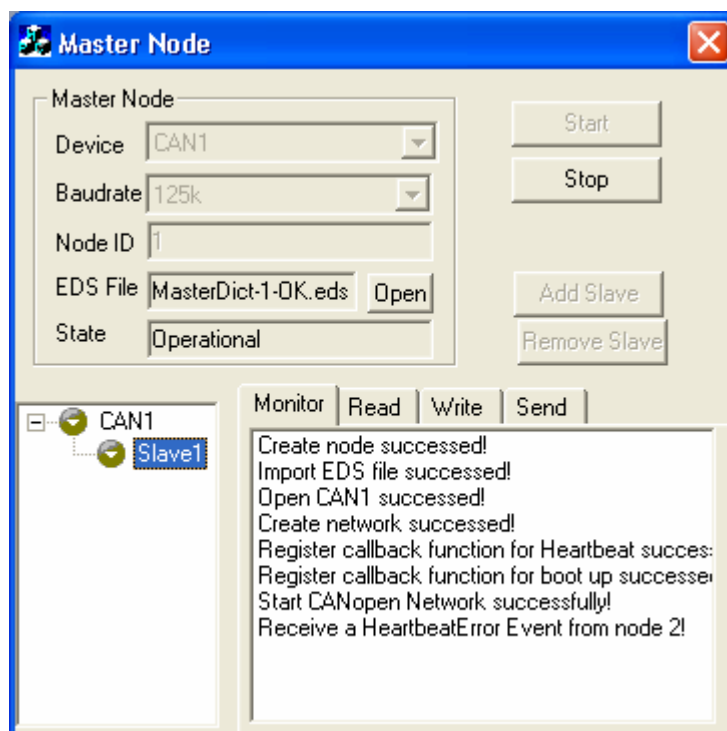 Master Node
Master Node
Device CAN1
Baudrate 125k
Node ID 1
EDS File MasterDict-1-OK.eds Open
State Operational
Start
Stop
Add Slave
Remove Slave
CAN1
Slave1
Monitor Read Write Send
Create node successed!
Import EDS file successed!
Open CAN1 successed!
Create network successed!
Register callback function for Heartbeat succes
Register callback function for boot up successe
Start CANopen Network successfully!
Receive a HeartbeatError Event from node 2!